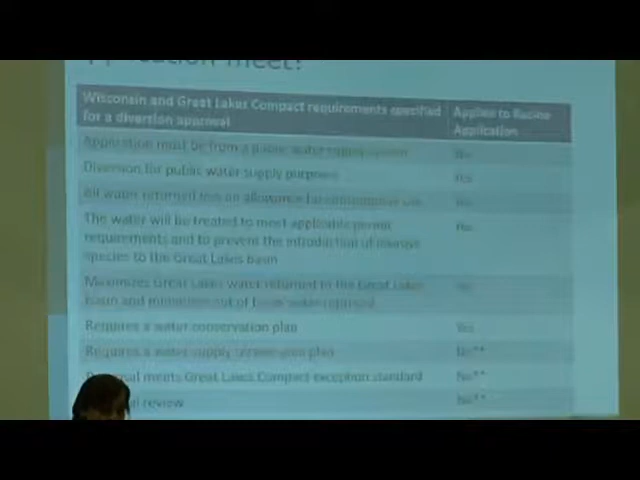 Application meet?
Wisconsin and Great Lakes Compact requirements specified
for a diversion approval
Applies to Racine
Application
Application must be from a public water supply system
Yes
Diversion for public water supply purposes
Yes
All water returned less an allowance for consumptive use
Yes
The water will be treated to meet applicable permit
requirements and to prevent the introduction of invasive
species to the Great Lakes basin
Yes
Maximizes Great Lakes water returned to the Great Lakes
basin and minimizes out of basin water returned
Requires a water conservation plan
Yes
Requires a water supply service area plan
No**
meets Great Lakes Compact exception standard
No**
review
No**